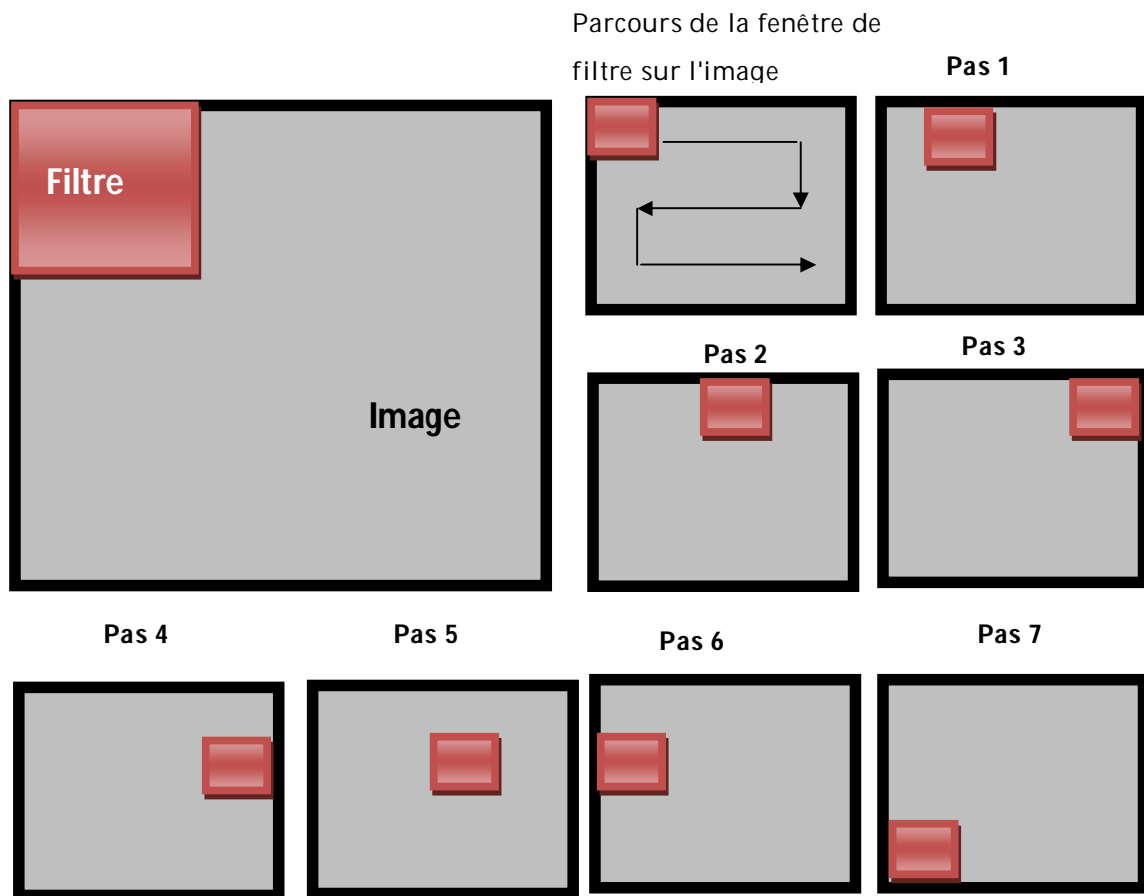 Parcours de la fenêtre de
filtre sur l'image
Pas 1
Filtre
Image
Pas 2
Pas 3
Pas 4
Pas 5
Pas 6
Pas 7